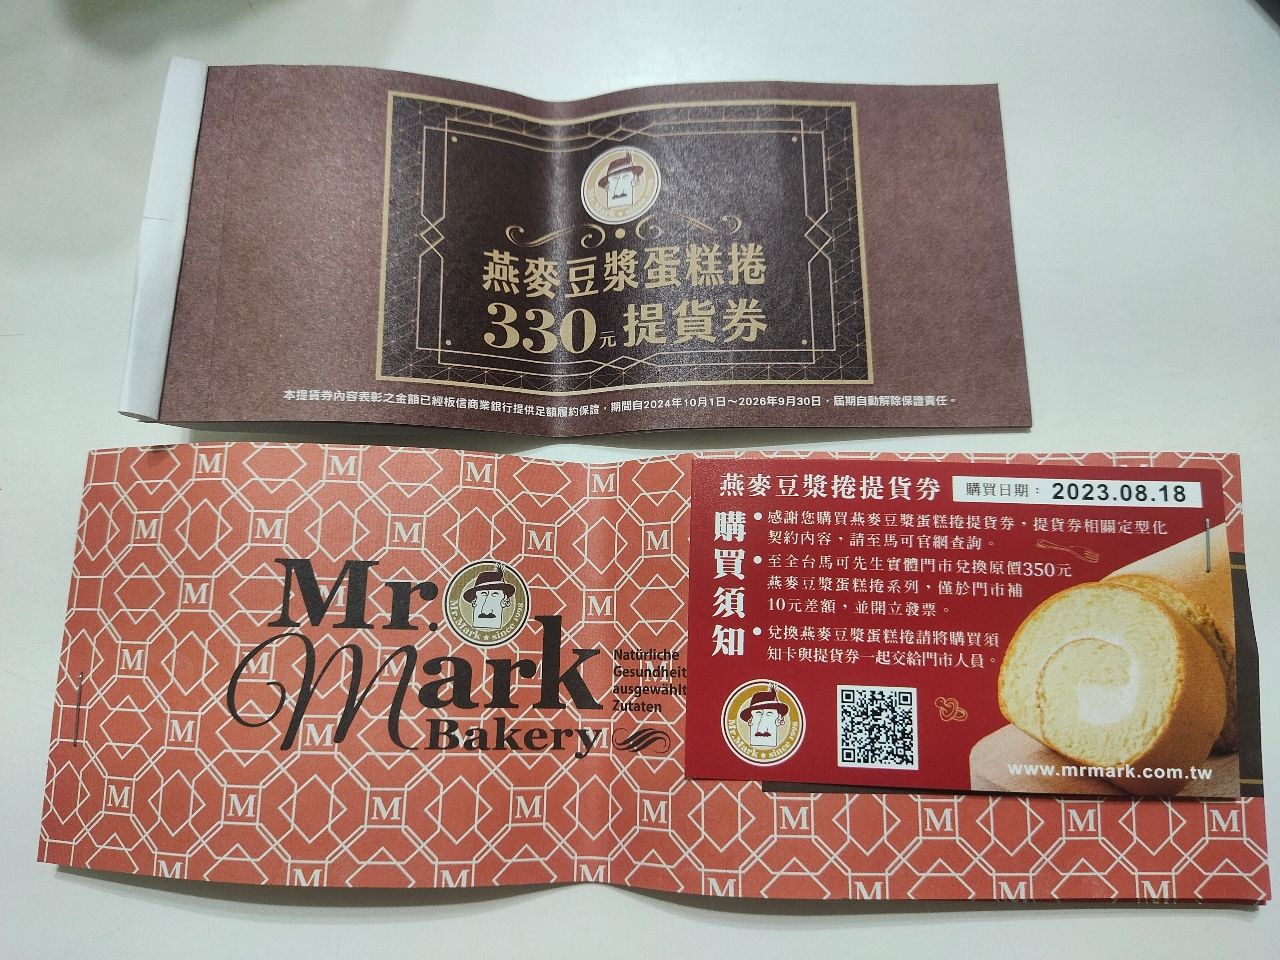 Mr. Mark
燕麥豆漿蛋糕捲
330元提貨券
本提貨券內容表彰之金額已經板信商業銀行提供足額履約保證，期間自2024年10月1日～2026年9月30日，屆期自動解除保證責任。
Mr. Mark
Bakery
Mr.Mark ★ since 1998
Natürliche
Gesundheit
ausgewählt
Zutaten
燕麥豆漿捲提貨券
購買日期： 2023.08.18
購買須知
• 感謝您購買燕麥豆漿蛋糕捲提貨券，提貨券相關定型化
契約內容，請至馬可官網查詢。
• 至全台馬可先生實體門市兌換原價350元
燕麥豆漿蛋糕捲系列，僅於門市補
10元差額，並開立發票。
• 兌換燕麥豆漿蛋糕捲請將購買須
知卡與提貨券一起交給門市人員。
Mr.Mark ★ since 1998
www.mrmark.com.tw